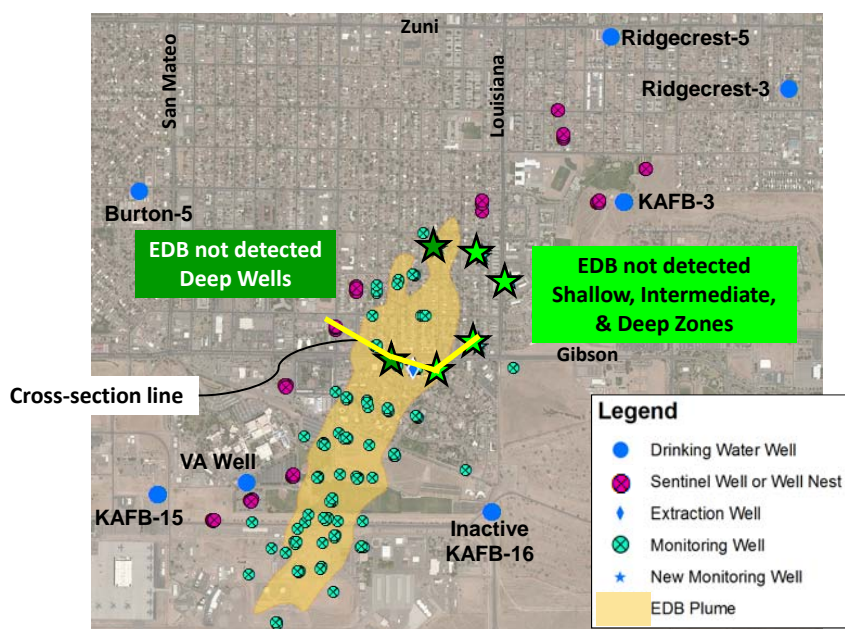 Zuni
San Mateo
Louisiana
Ridgecrest-5
Ridgecrest-3
Burton-5
KAFB-3
EDB not detected
Deep Wells
EDB not detected
Shallow, Intermediate,
& Deep Zones
Gibson
Cross-section line
VA Well
KAFB-15
Inactive
KAFB-16
Legend
Drinking Water Well
Sentinel Well or Well Nest
Extraction Well
Monitoring Well
New Monitoring Well
EDB Plume